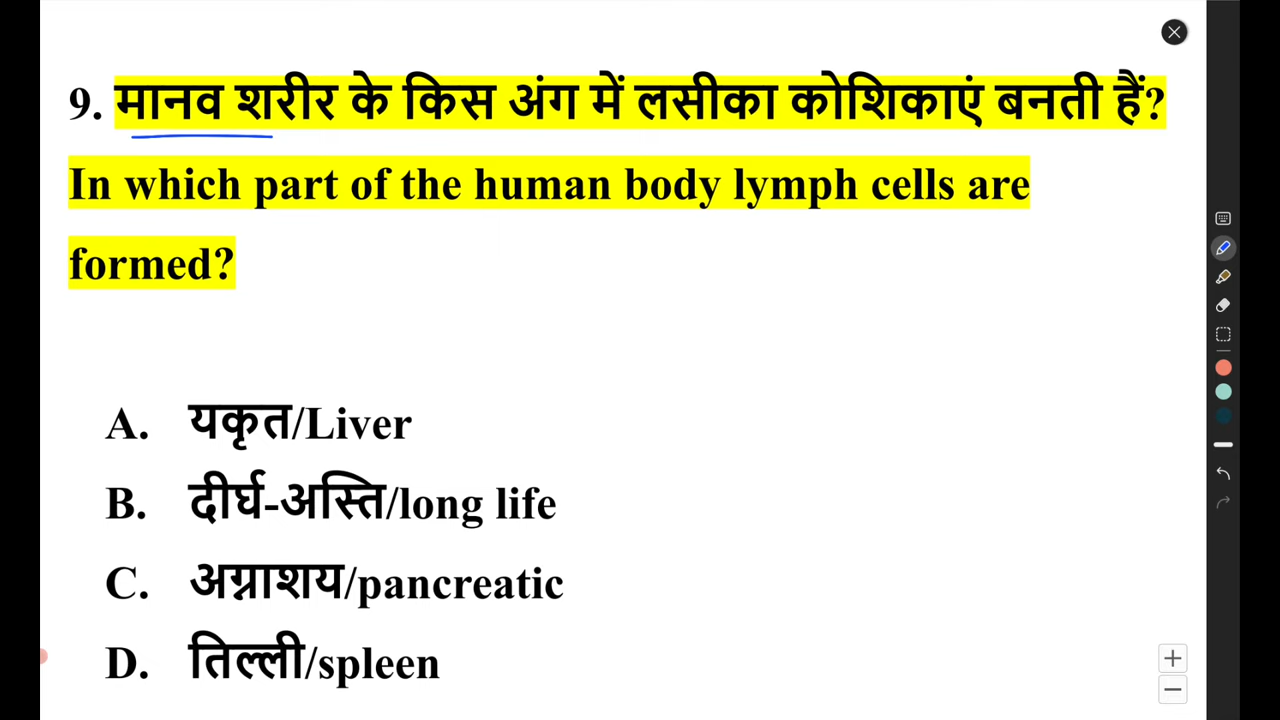 9. मानव शरीर के किस अंग में लसीका कोशिकाएं बनती हैं?
In which part of the human body lymph cells are
formed?
A. यकृत/Liver
B. दीर्घ-अस्ति/long life
C. अग्नाशय/pancreatic
D. तिल्ली/spleen